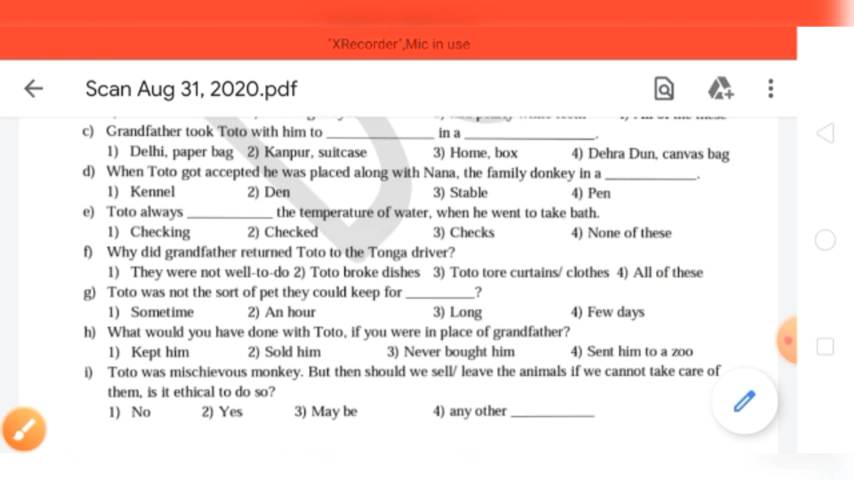 'XRecorder',Mic in use
Scan Aug 31, 2020.pdf
c) Grandfather took Toto with him to ____________ in a ______________.
1) Delhi, paper bag 2) Kanpur, suitcase 3) Home, box 4) Dehra Dun, canvas bag
d) When Toto got accepted he was placed along with Nana, the family donkey in a __________.
1) Kennel 2) Den 3) Stable 4) Pen
e) Toto always _________ the temperature of water, when he went to take bath.
1) Checking 2) Checked 3) Checks 4) None of these
f) Why did grandfather returned Toto to the Tonga driver?
1) They were not well-to-do 2) Toto broke dishes 3) Toto tore curtains/ clothes 4) All of these
g) Toto was not the sort of pet they could keep for ________?
1) Sometime 2) An hour 3) Long 4) Few days
h) What would you have done with Toto, if you were in place of grandfather?
1) Kept him 2) Sold him 3) Never bought him 4) Sent him to a zoo
i) Toto was mischievous monkey. But then should we sell/ leave the animals if we cannot take care of
them, is it ethical to do so?
1) No 2) Yes 3) May be 4) any other _________